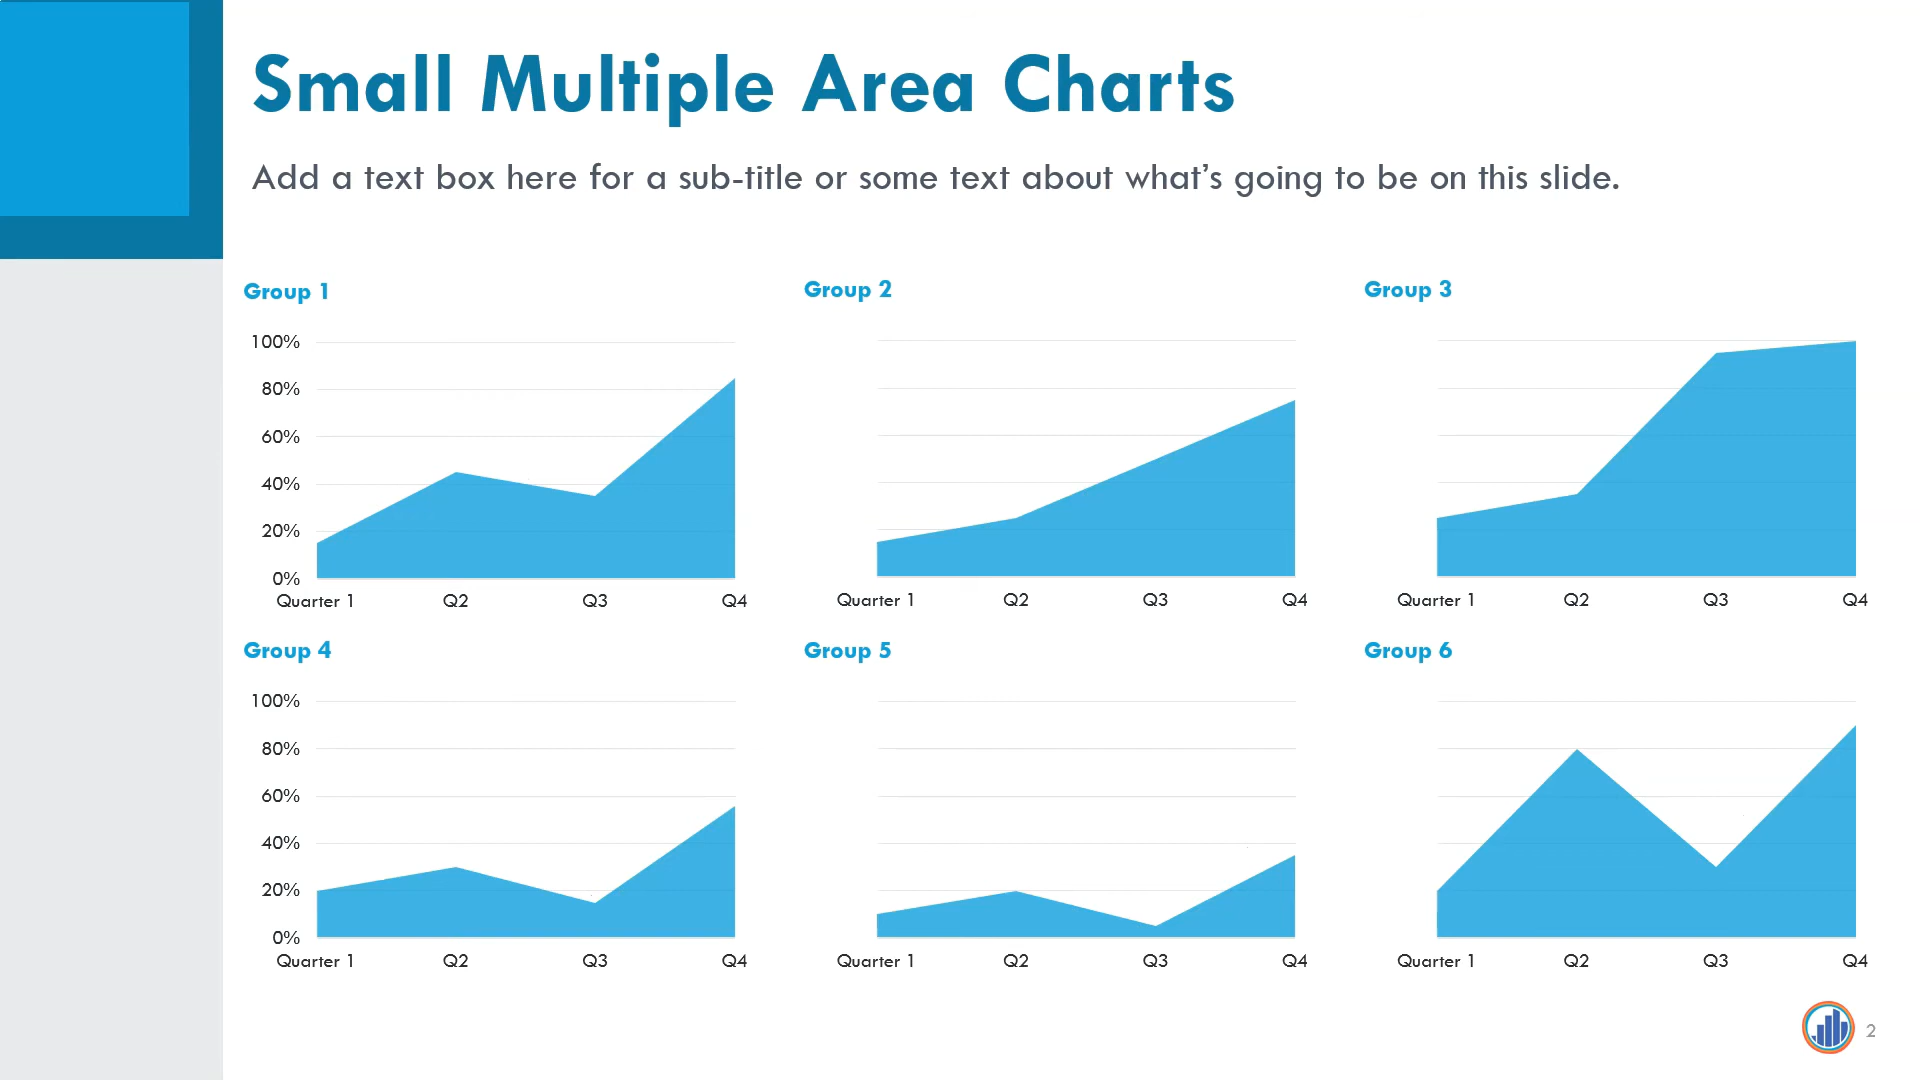 Small Multiple Area Charts
Add a text box here for a sub-title or some text about what’s going to be on this slide.
Group 1
100%
80%
60%
40%
20%
0%
Quarter 1 Q2 Q3 Q4
Group 2
Quarter 1 Q2 Q3 Q4
Group 3
Quarter 1 Q2 Q3 Q4
Group 4
100%
80%
60%
40%
20%
0%
Quarter 1 Q2 Q3 Q4
Group 5
Quarter 1 Q2 Q3 Q4
Group 6
Quarter 1 Q2 Q3 Q4
2